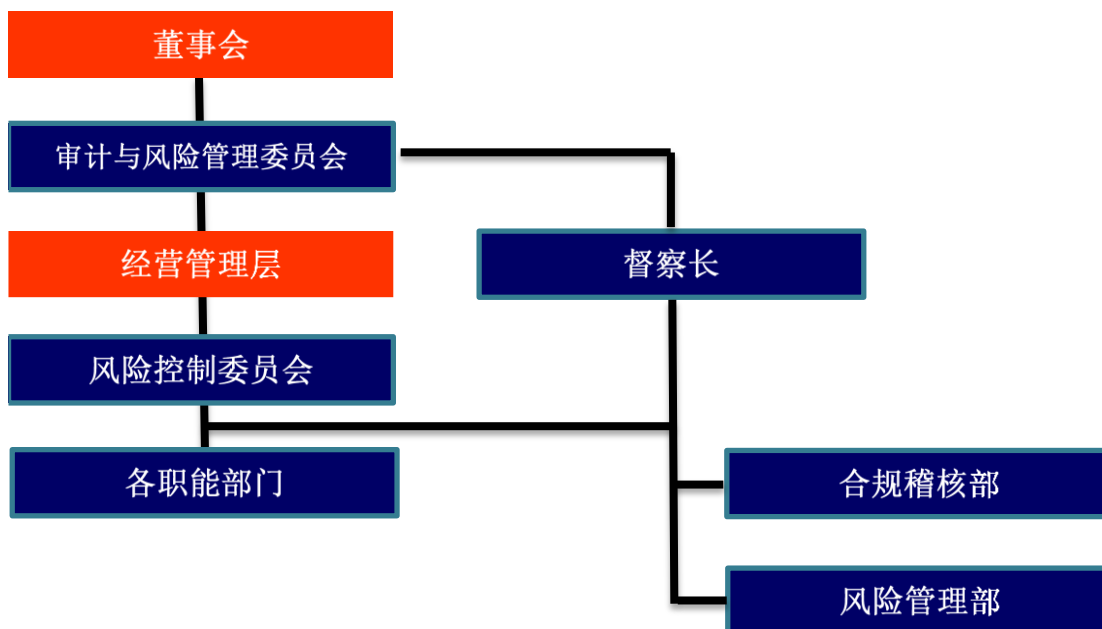 董事会
审计与风险管理委员会
经营管理层
督察长
风险控制委员会
各职能部门
合规稽核部
风险管理部